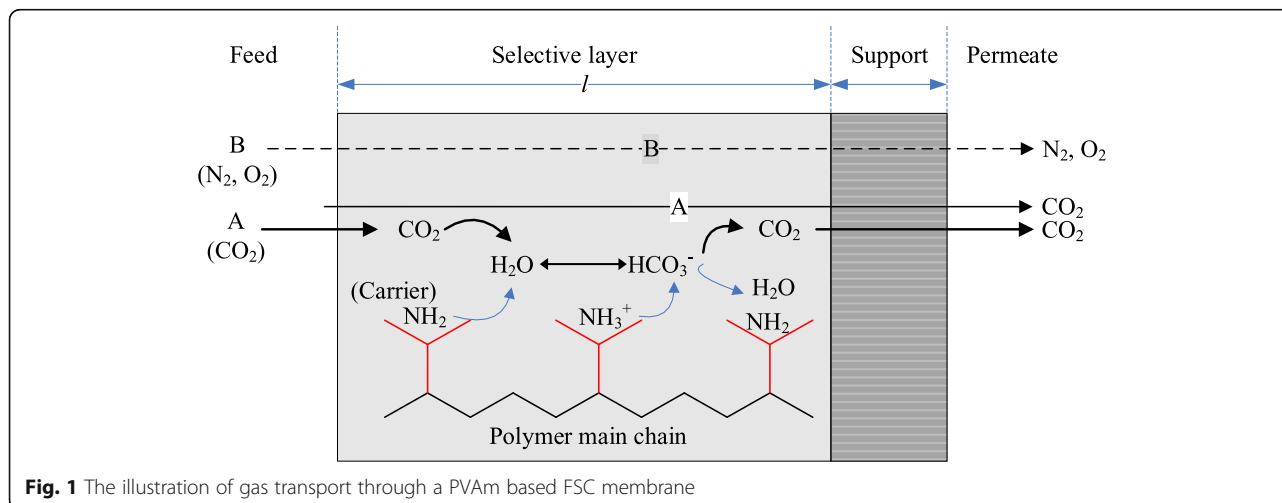 Feed Selective layer Support Permeate
l
B B N₂, O₂
(N₂, O₂)
A A CO₂
(CO₂) CO₂ CO₂ CO₂
H₂O HCO₃⁻
(Carrier) H₂O
NH₂ NH₃⁺ NH₂
Polymer main chain
Fig. 1 The illustration of gas transport through a PVAm based FSC membrane